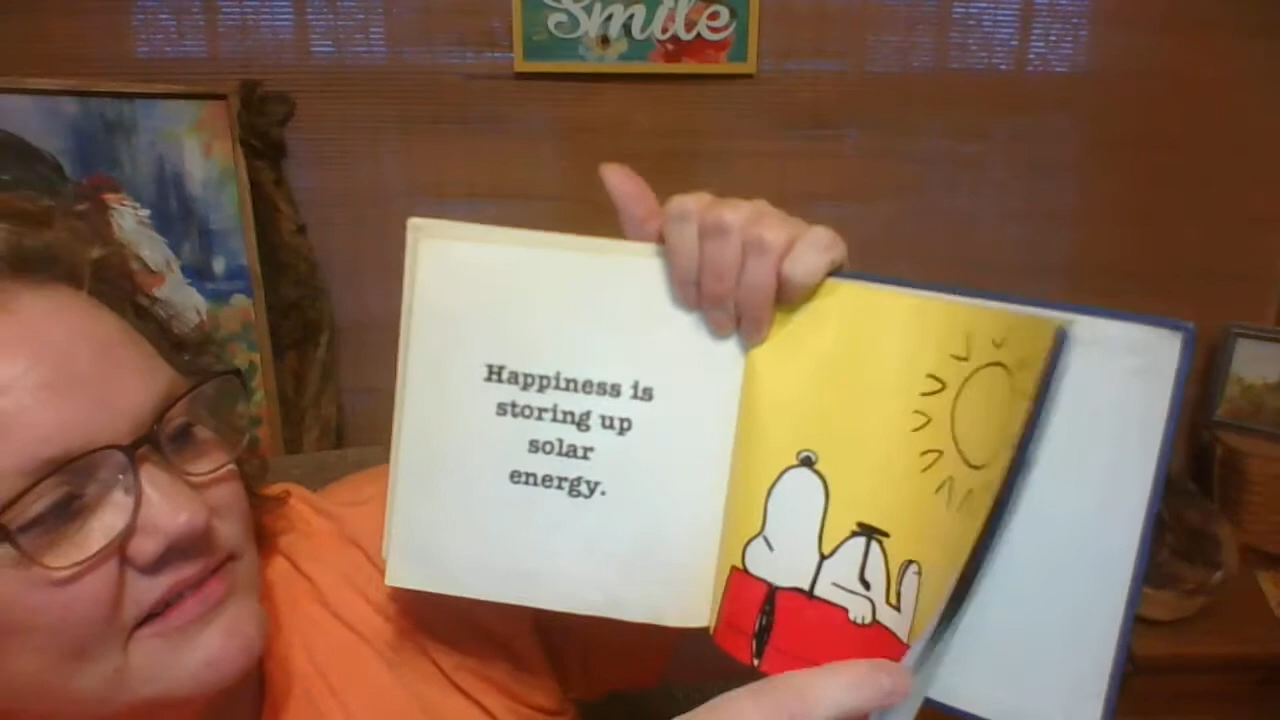 Smile
Happiness is
storing up
solar
energy.